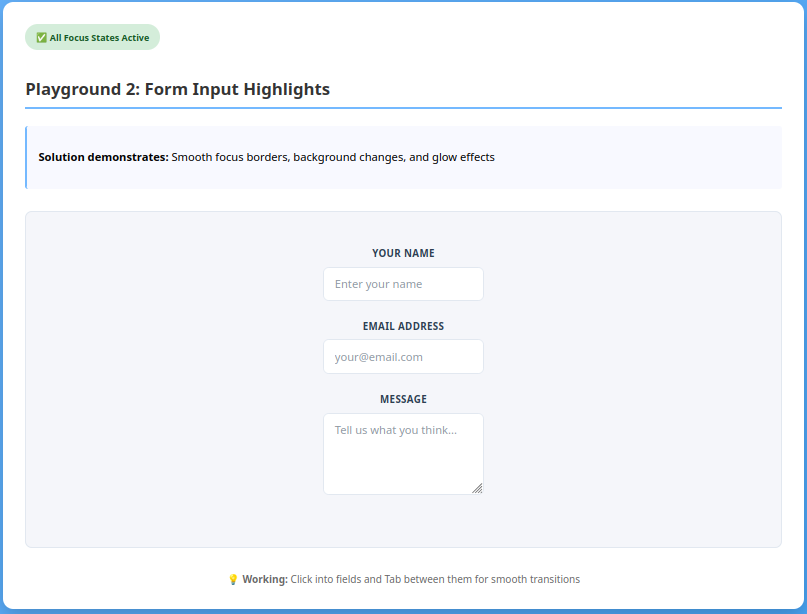 ✅ All Focus States Active
Playground 2: Form Input Highlights
Solution demonstrates: Smooth focus borders, background changes, and glow effects
YOUR NAME
Enter your name
EMAIL ADDRESS
your@email.com
MESSAGE
Tell us what you think...
💡 Working: Click into fields and Tab between them for smooth transitions